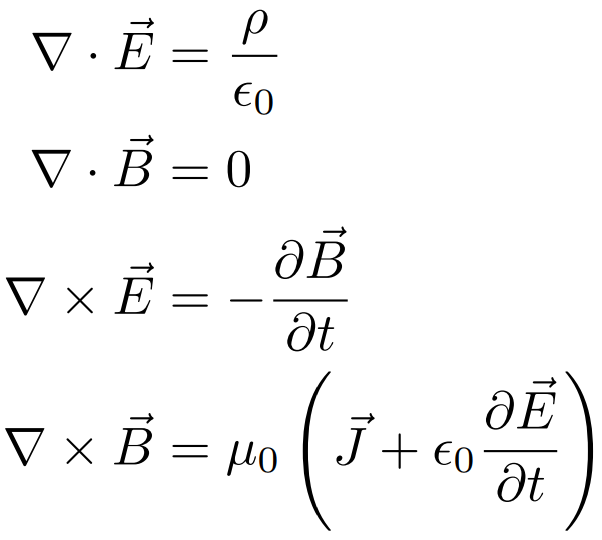 ∇ · E⃗ = ρ/ϵ₀
∇ · B⃗ = 0
∇ × E⃗ = −∂B⃗/∂t
∇ × B⃗ = μ₀ (J⃗ + ϵ₀ ∂E⃗/∂t)